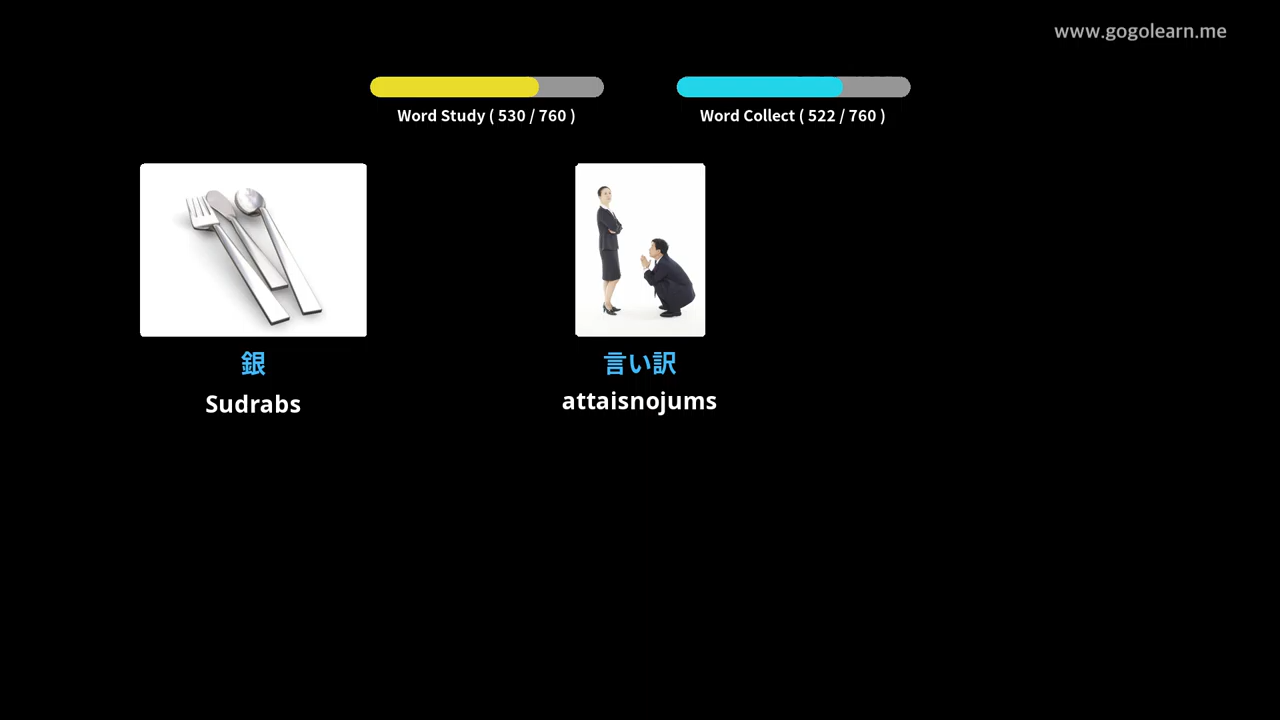 www.gogolearn.me
Word Study ( 530 / 760 )
Word Collect ( 522 / 760 )
銀
言い訳
Sudrabs
attaisnojums